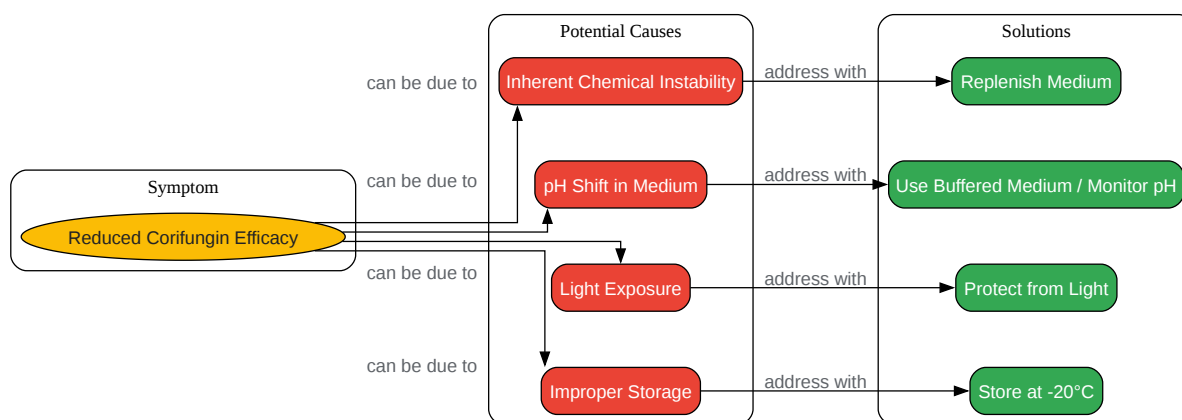 Potential Causes
Solutions
can be due to
Inherent Chemical Instability
address with
Replenish Medium
can be due to
pH Shift in Medium
address with
Use Buffered Medium / Monitor pH
Symptom
Reduced Corifungin Efficacy
can be due to
Light Exposure
address with
Protect from Light
can be due to
Improper Storage
address with
Store at -20°C